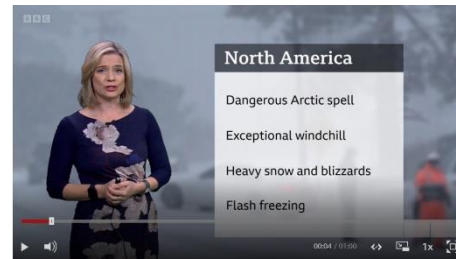 BBC
North America
Dangerous Arctic spell
Exceptional windchill
Heavy snow and blizzards
Flash freezing
00:04 / 01:00
1x